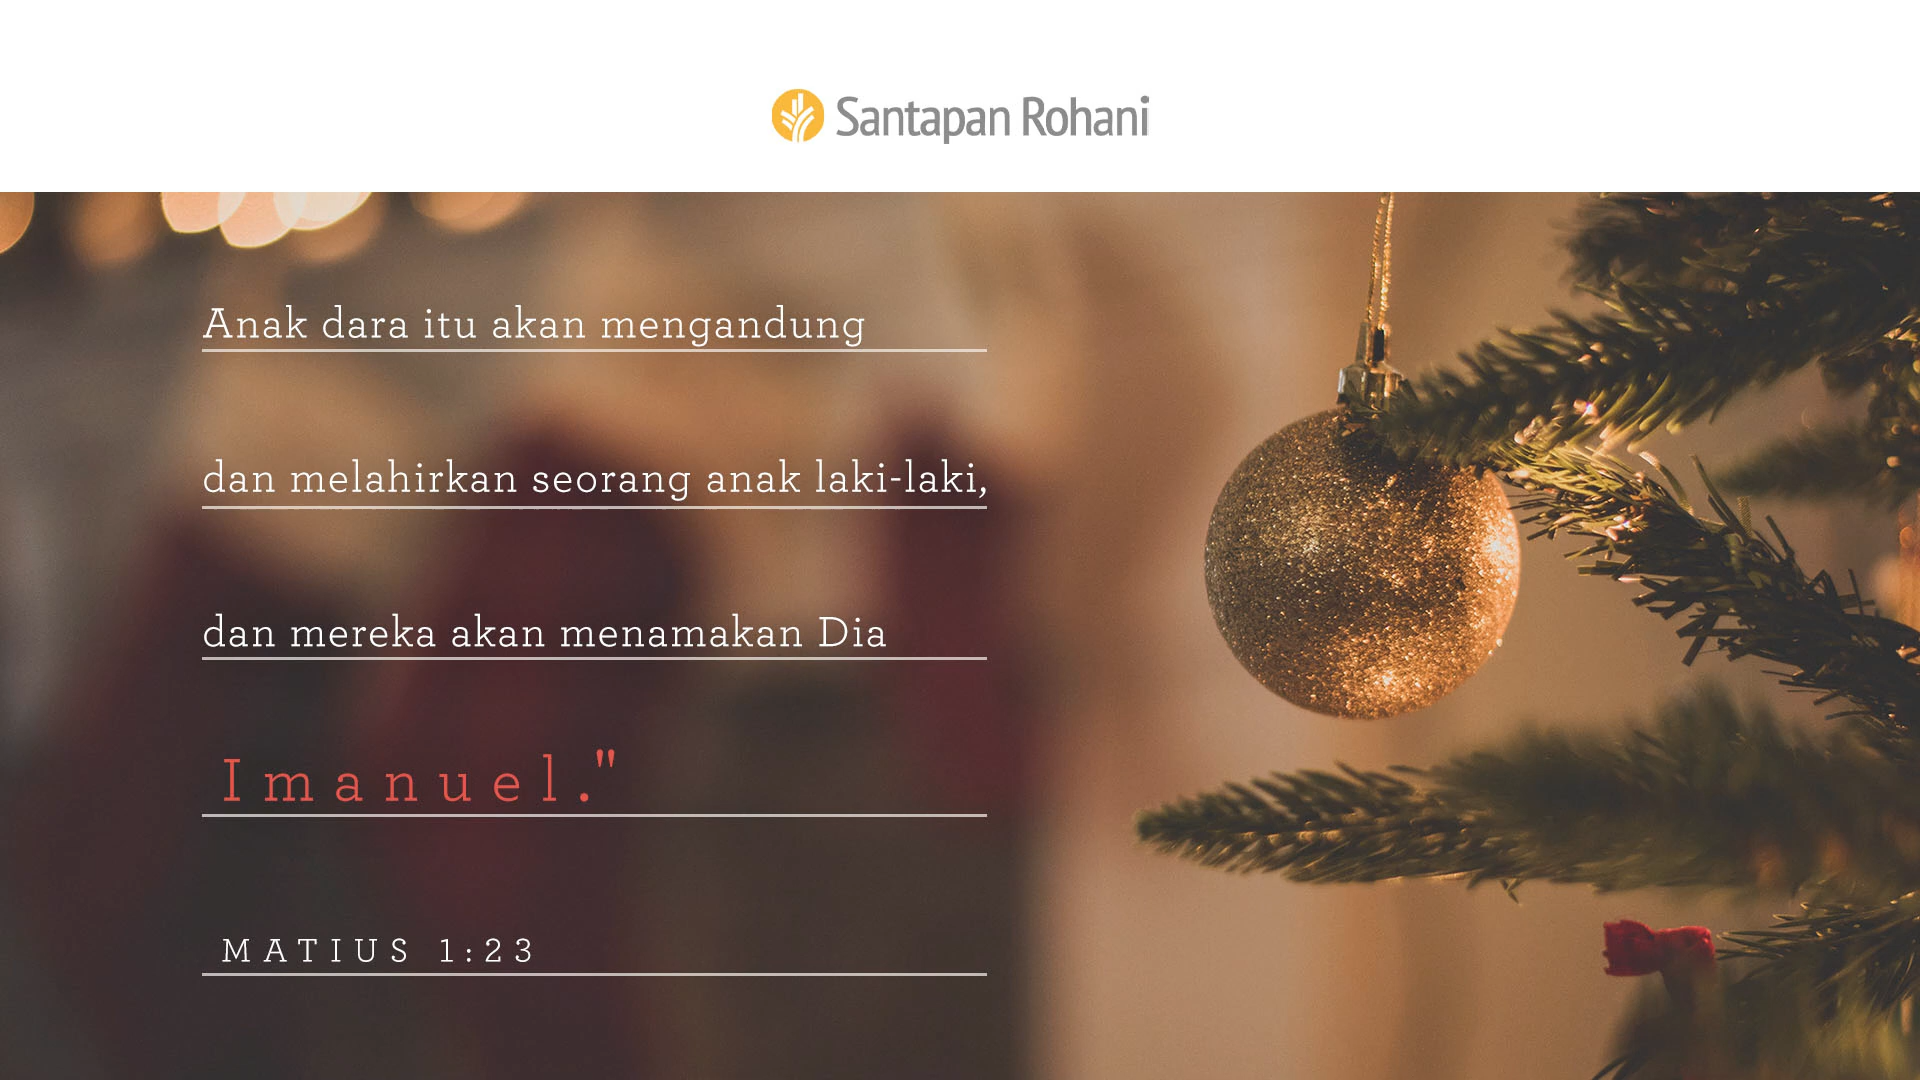 Santapan Rohani
Anak dara itu akan mengandung
dan melahirkan seorang anak laki-laki,
dan mereka akan menamakan Dia
Imanuel."
MATIUS 1:23